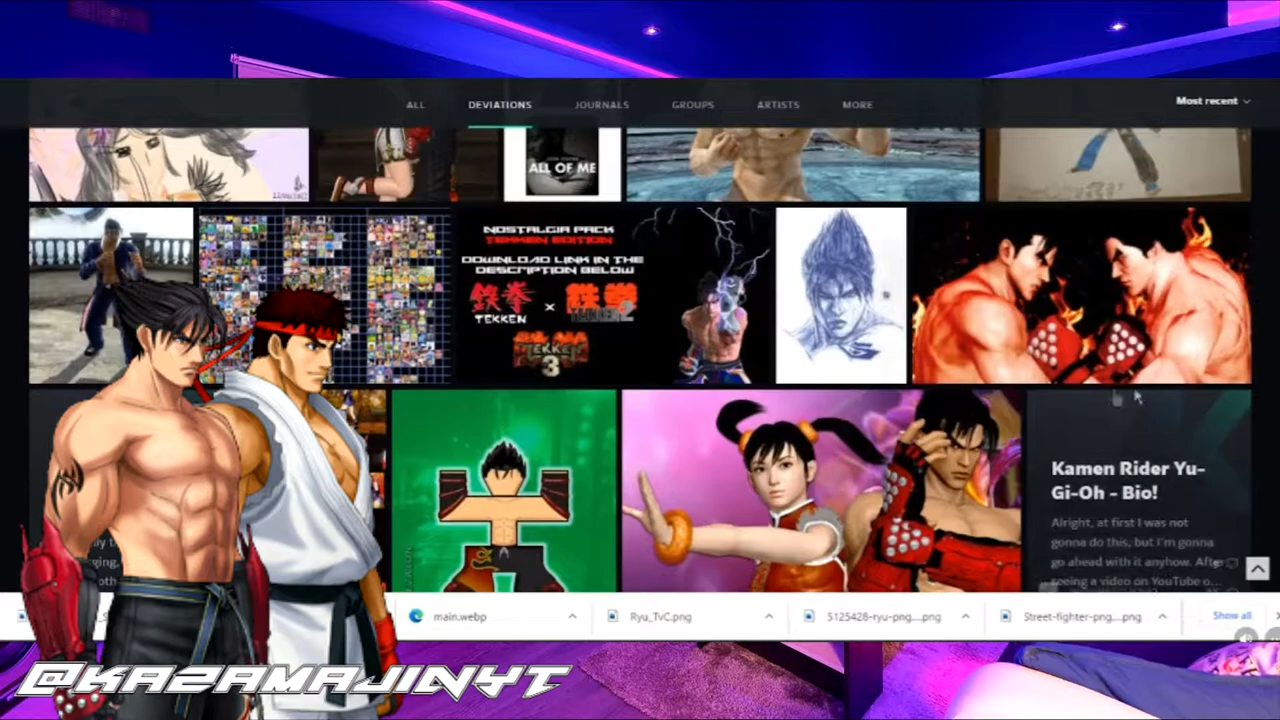 ALL DEVIATIONS JOURNALS GROUPS ARTISTS MORE Most recent
ALL OF ME
NOSTALGIA PACK
TEKKEN EDITION
DOWNLOAD LINK IN THE
DESCRIPTION BELOW
鉄拳 × 鉄拳
TEKKEN TEKKEN 2
TEKKEN
3
Kamen Rider Yu-
Gi-Oh - Bio!
Alright, at first I was not
gonna do this, but I'm gonna
go ahead with it anyhow. After
seeing a video on YouTube o...
main.webp Ryu_TvC.png 5125428-ryu-png....png Street-fighter-png....png Show all
@KAZAMAJINYT